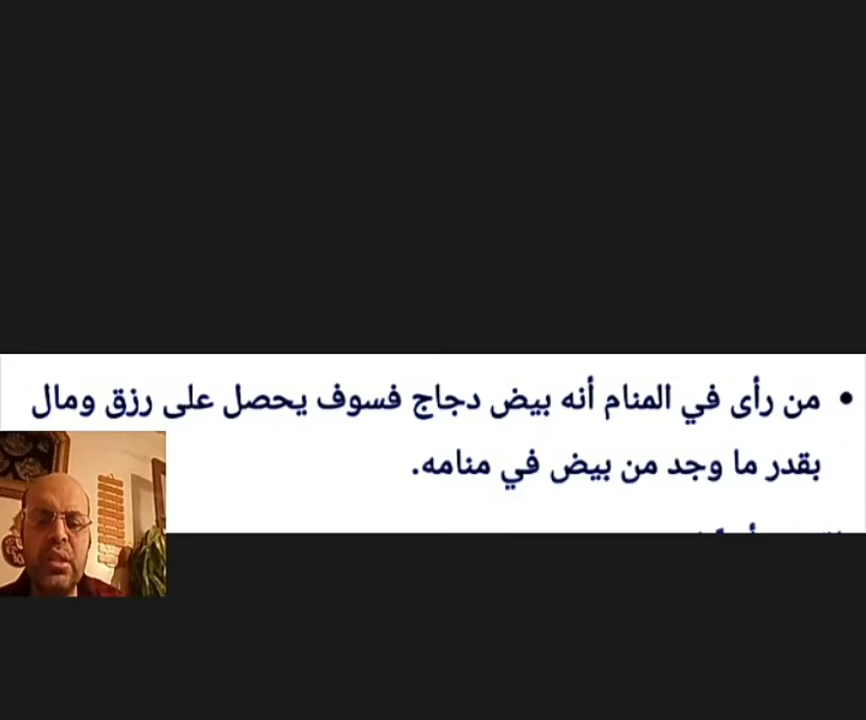 • من رأى في المنام أنه بيض دجاج فسوف يحصل على رزق ومال
بقدر ما وجد من بيض في منامه.